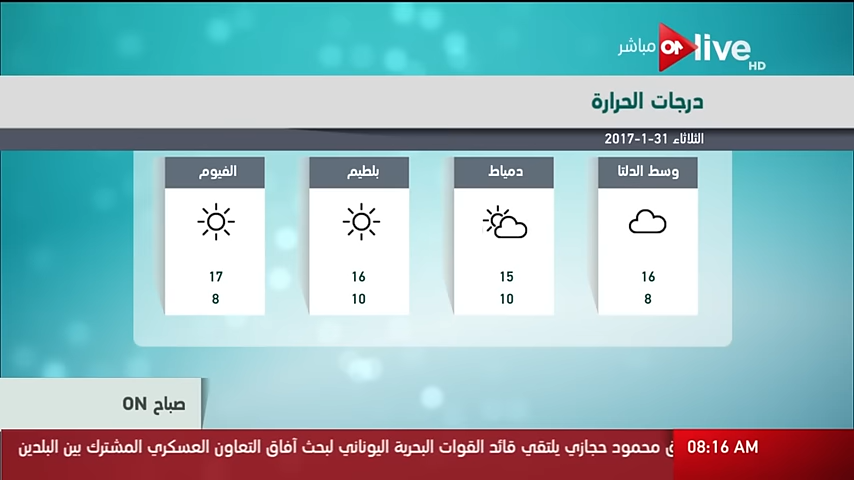 مباشر ON live HD
درجات الحرارة
الثلاثاء 31-1-2017
وسط الدلتا
16
8
دمياط
15
10
بلطيم
16
10
الفيوم
17
8
صباح ON
محمود حجازي يلتقي قائد القوات البحرية اليوناني لبحث آفاق التعاون العسكري المشترك بين البلدين
08:16 AM